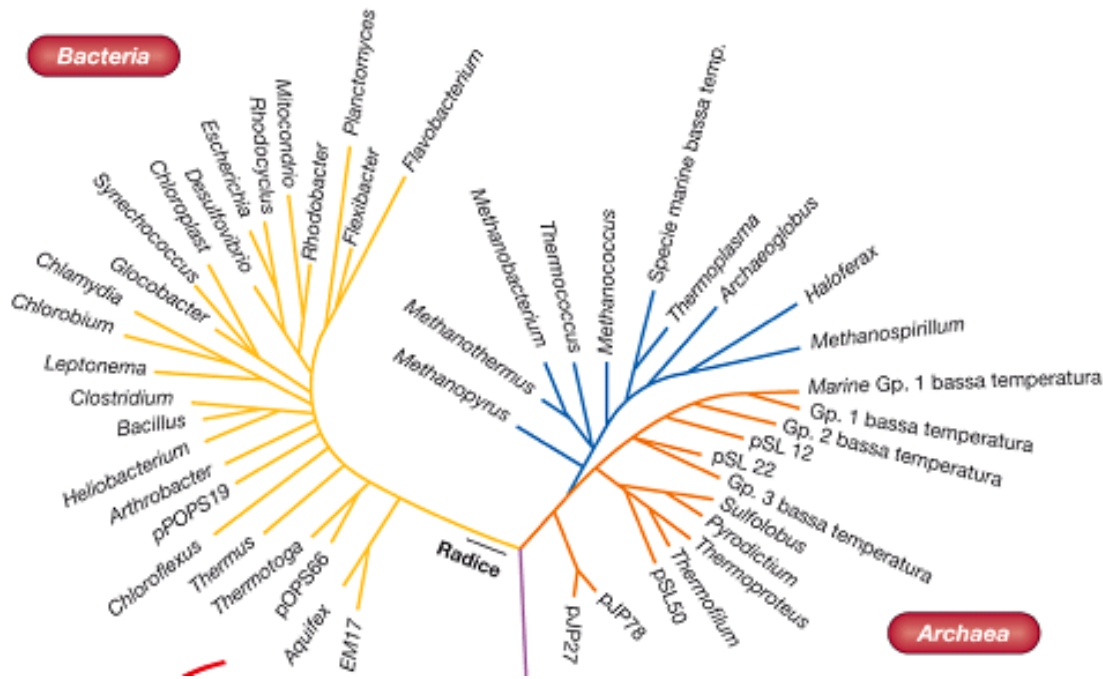 Bacteria
Planctomyces
Flavobacterium
Mitocondrio
Rhodocyclus
Escherichia
Desulfovibrio
Rhodobacter
Flexibacter
Chloroplast
Synechococcus
Glocobacter
Chlamydia
Chlorobium
Leptonema
Clostridium
Bacillus
Heliobacterium
Arthrobacter
pPOPS19
Chloroflexus
Thermus
Thermotoga
pOPS66
Aquifex
EM17
Radice
Methanopyrus
Methanothermus
Methanobacterium
Thermococcus
Methanococcus
Specie marine bassa temp.
Thermoplasma
Archaeoglobus
Haloferax
Methanospirillum
Marine Gp. 1 bassa temperatura
Gp. 1 bassa temperatura
Gp. 2 bassa temperatura
pSL 12
pSL 22
Gp. 3 bassa temperatura
Sulfolobus
Pyrodictium
Thermoproteus
Thermofilum
pSL50
pJP78
pJP27
Archaea